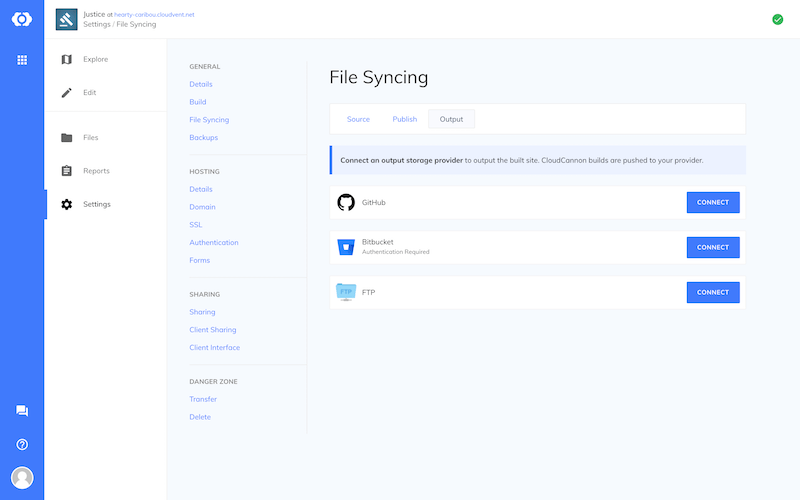 Justice at hearty-caribou.cloudvent.net
Settings / File Syncing
Explore
Edit
Files
Reports
Settings
GENERAL
Details
Build
File Syncing
Backups
HOSTING
Details
Domain
SSL
Authentication
Forms
SHARING
Sharing
Client Sharing
Client Interface
DANGER ZONE
Transfer
Delete
File Syncing
Source Publish Output
Connect an output storage provider to output the built site. CloudCannon builds are pushed to your provider.
GitHub CONNECT
Bitbucket
Authentication Required
CONNECT
FTP FTP CONNECT